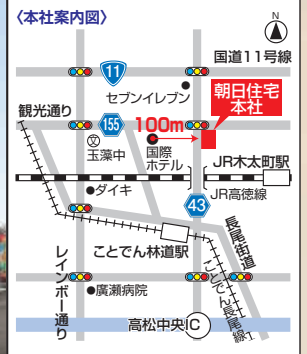 〈本社案内図〉
N
国道11号線
11
セブンイレブン
朝日住宅
本社
観光通り
155
100m
文
玉藻中
国際
ホテル
JR木太町駅
ダイキ
JR高徳線
43
長尾街道
ことでん林道駅
レインボー通り
ことでん長尾線
廣瀬病院
高松中央IC